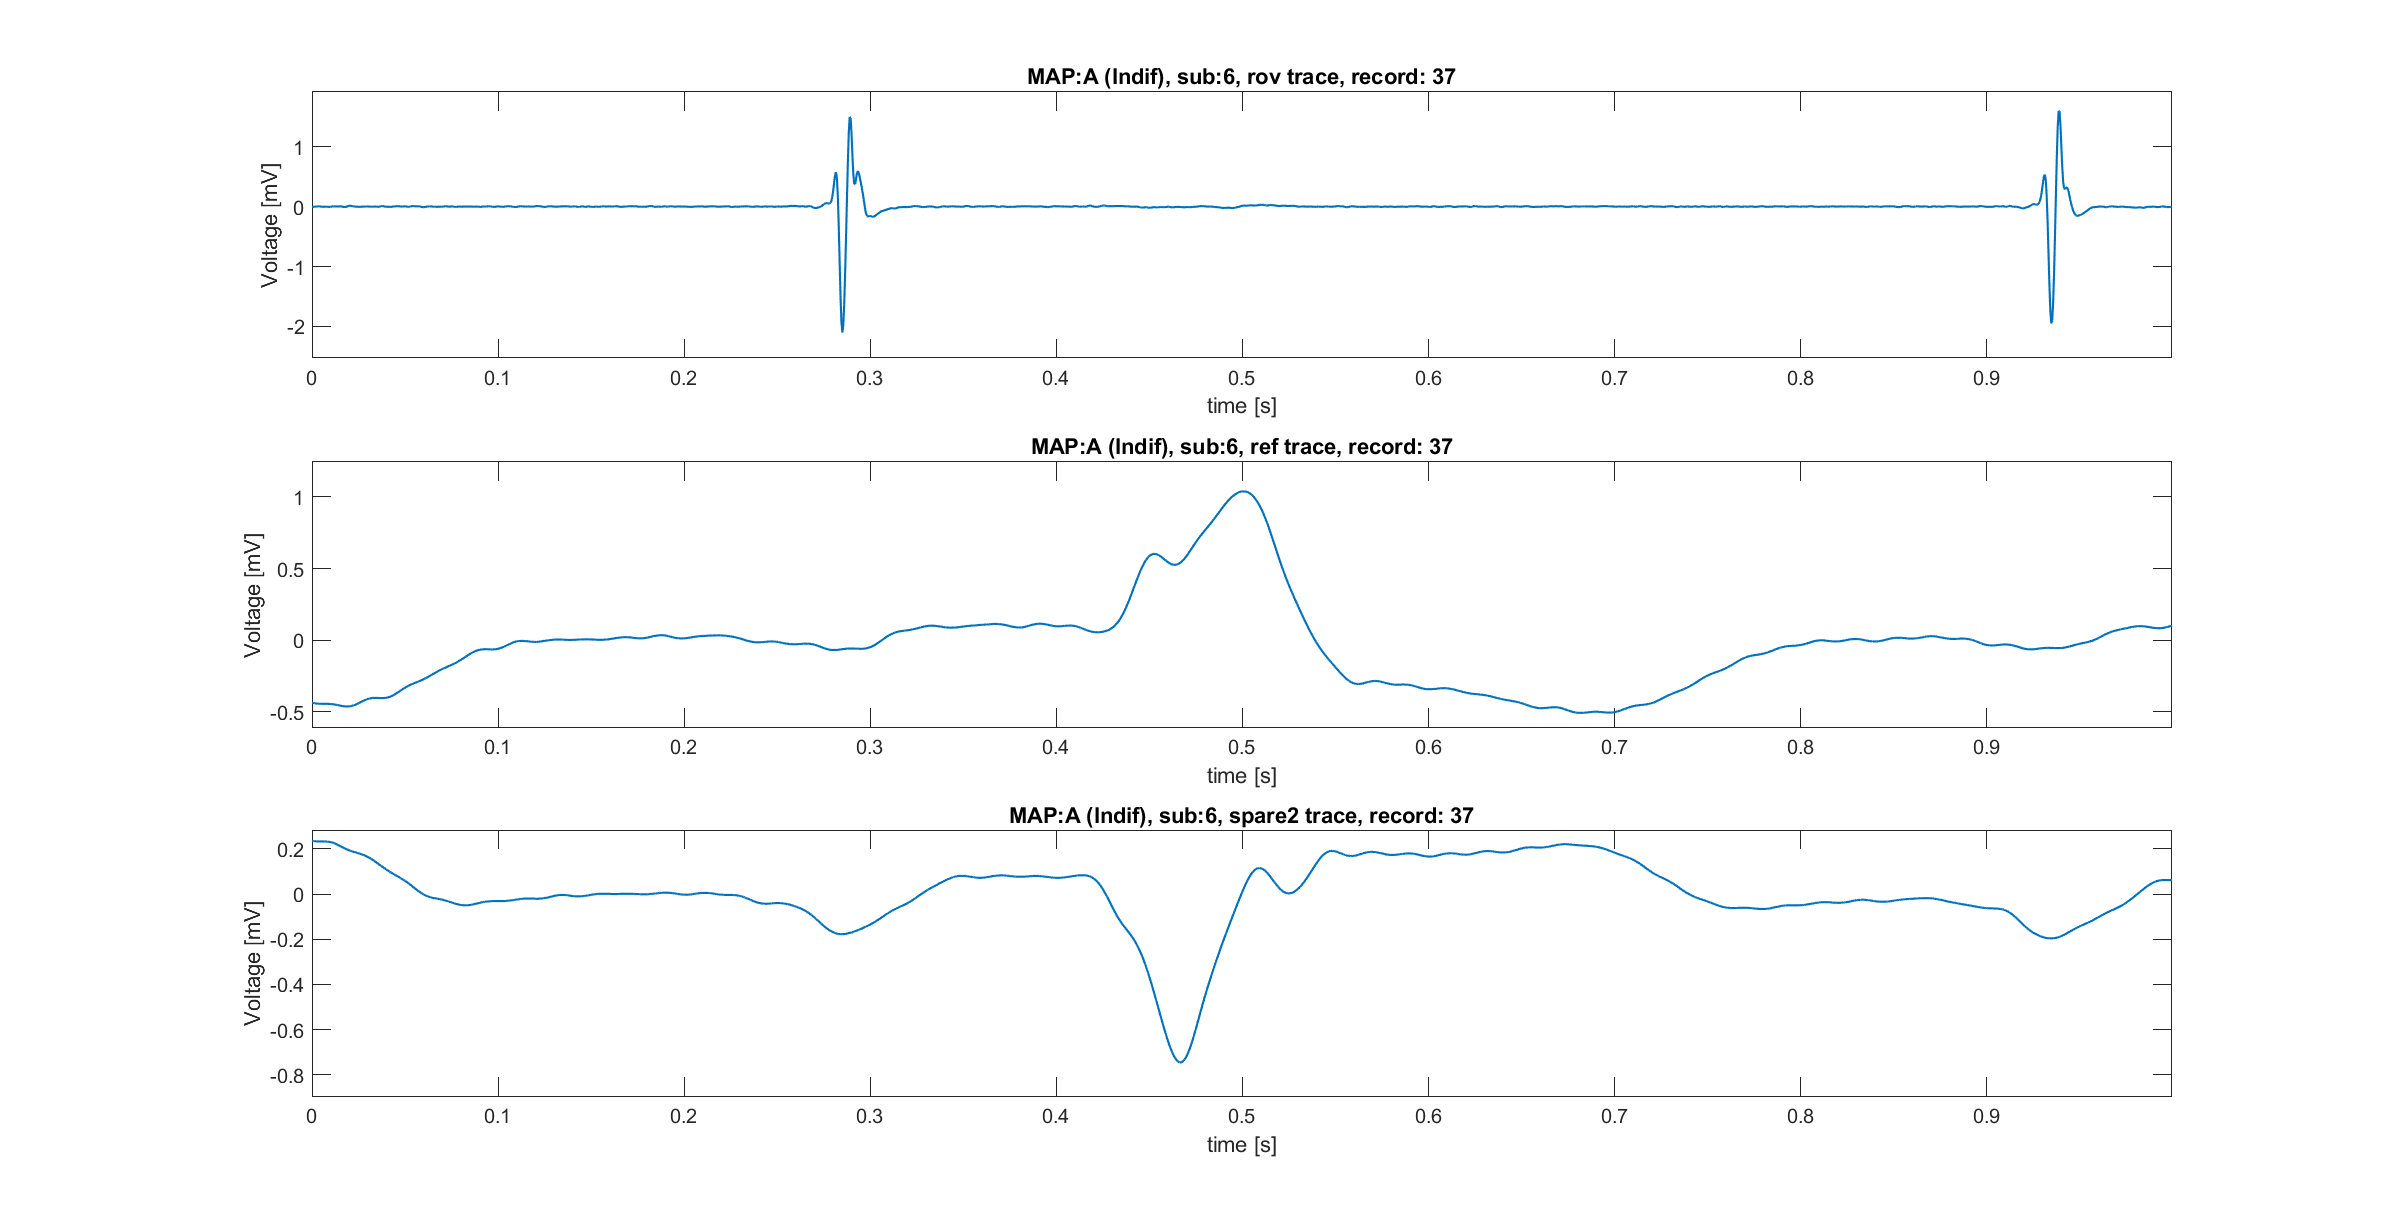 MAP:A (Indif), sub:6, rov trace, record: 37
Voltage [mV]
1
0
-1
-2
0 0.1 0.2 0.3 0.4 0.5 0.6 0.7 0.8 0.9
time [s]
MAP:A (Indif), sub:6, ref trace, record: 37
Voltage [mV]
1
0.5
0
-0.5
0 0.1 0.2 0.3 0.4 0.5 0.6 0.7 0.8 0.9
time [s]
MAP:A (Indif), sub:6, spare2 trace, record: 37
Voltage [mV]
0.2
0
-0.2
-0.4
-0.6
-0.8
0 0.1 0.2 0.3 0.4 0.5 0.6 0.7 0.8 0.9
time [s]